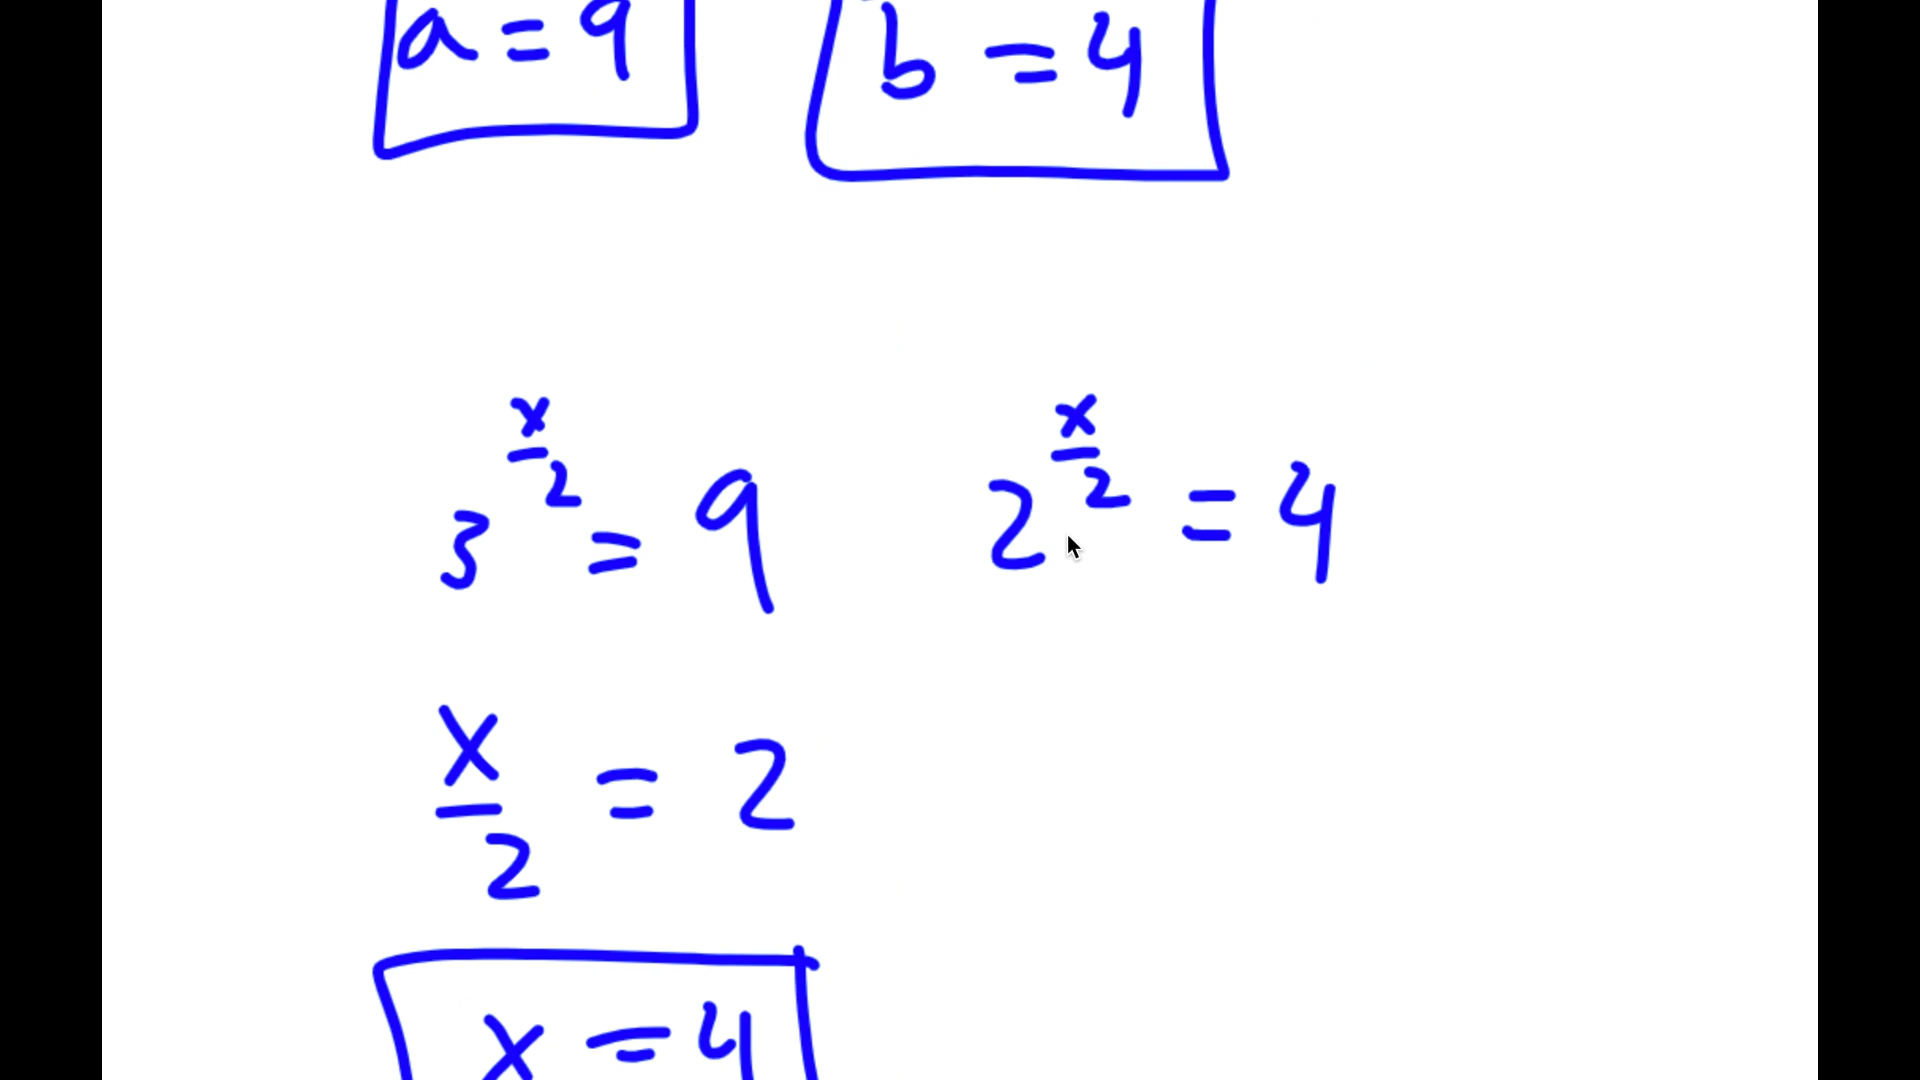 a = 9 b = 4
3^(x/2) = 9 2^(x/2) = 4
x/2 = 2
x = 4